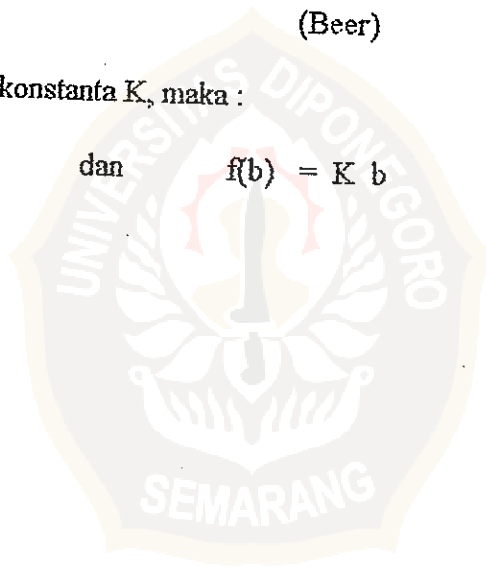 (Beer)
konstanta K, maka :
dan f(b) = K b
UNIVERSITAS DIPONEGORO
SEMARANG